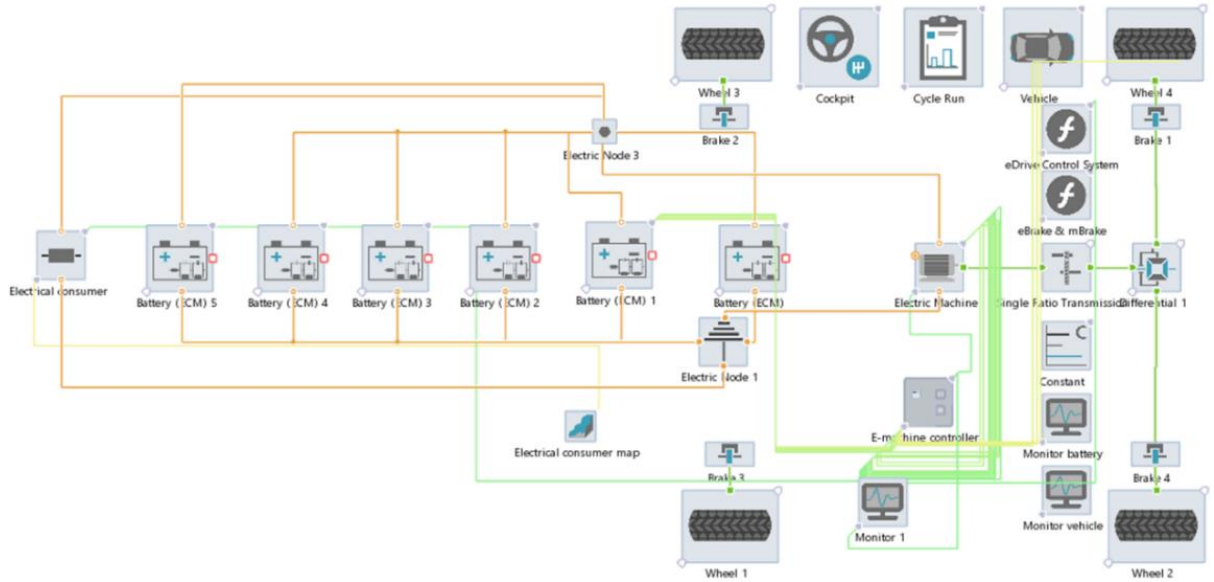 Wheel 3
Cockpit
Cycle Run
Vehicle
Wheel 4
Brake 2
Brake 1
Electric Node 3
eDrive Control System
eBrake & mBrake
Electrical consumer
Battery (ECM) 5
Battery (ECM) 4
Battery (ECM) 3
Battery (ECM) 2
Battery (ECM) 1
Battery (ECM)
Electric Machine
Single Ratio Transmission
Differential 1
Electric Node 1
Constant
E-machine controller
Electrical consumer map
Monitor battery
Brake 3
Brake 4
Monitor 1
Monitor vehicle
Wheel 1
Wheel 2